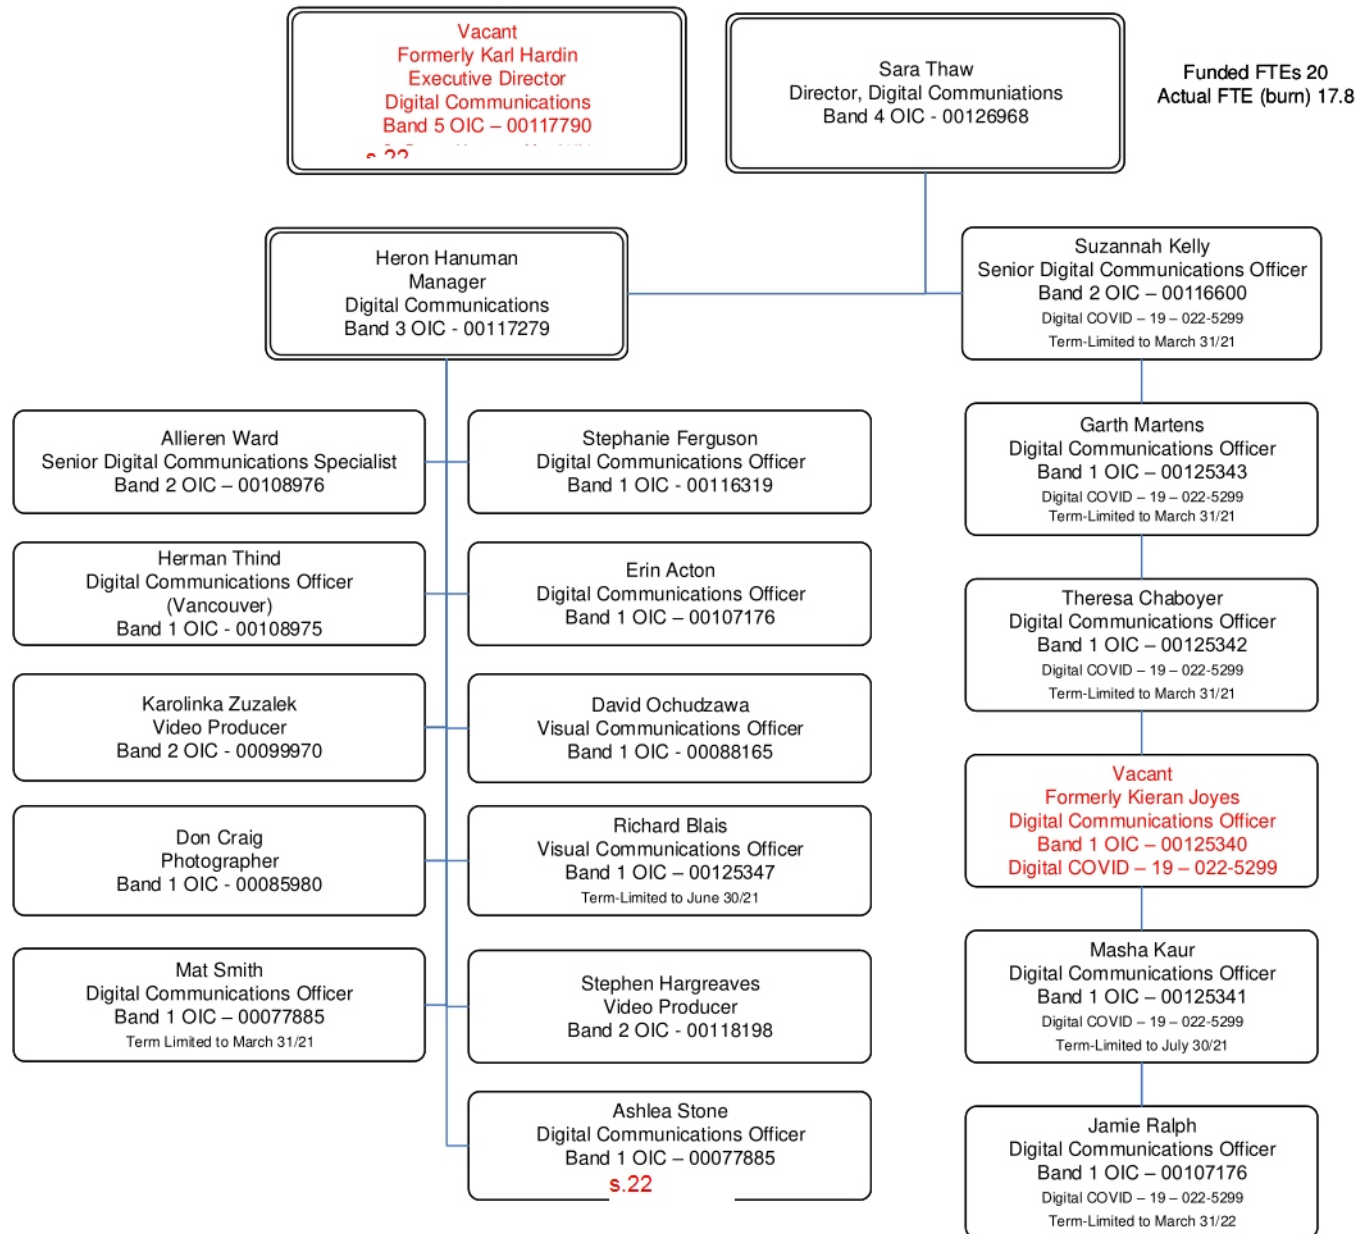 Vacant
Formerly Karl Hardin
Executive Director
Digital Communications
Band 5 OIC – 00117790
s.22
Sara Thaw
Director, Digital Communiations
Band 4 OIC - 00126968
Funded FTEs 20
Actual FTE (burn) 17.8
Heron Hanuman
Manager
Digital Communications
Band 3 OIC - 00117279
Suzannah Kelly
Senior Digital Communications Officer
Band 2 OIC – 00116600
Digital COVID – 19 – 022-5299
Term-Limited to March 31/21
Allieren Ward
Senior Digital Communications Specialist
Band 2 OIC – 00108976
Stephanie Ferguson
Digital Communications Officer
Band 1 OIC - 00116319
Garth Martens
Digital Communications Officer
Band 1 OIC – 00125343
Digital COVID – 19 – 022-5299
Term-Limited to March 31/21
Herman Thind
Digital Communications Officer
(Vancouver)
Band 1 OIC - 00108975
Erin Acton
Digital Communications Officer
Band 1 OIC – 00107176
Theresa Chaboyer
Digital Communications Officer
Band 1 OIC – 00125342
Digital COVID – 19 – 022-5299
Term-Limited to March 31/21
Karolinka Zuzalek
Video Producer
Band 2 OIC - 00099970
David Ochudzawa
Visual Communications Officer
Band 1 OIC - 00088165
Vacant
Formerly Kieran Joyes
Digital Communications Officer
Band 1 OIC – 00125340
Digital COVID – 19 – 022-5299
Don Craig
Photographer
Band 1 OIC - 00085980
Richard Blais
Visual Communications Officer
Band 1 OIC – 00125347
Term-Limited to June 30/21
Masha Kaur
Digital Communications Officer
Band 1 OIC – 00125341
Digital COVID – 19 – 022-5299
Term-Limited to July 30/21
Mat Smith
Digital Communications Officer
Band 1 OIC – 00077885
Term Limited to March 31/21
Stephen Hargreaves
Video Producer
Band 2 OIC - 00118198
Ashlea Stone
Digital Communications Officer
Band 1 OIC – 00077885
s.22
Jamie Ralph
Digital Communications Officer
Band 1 OIC – 00107176
Digital COVID – 19 – 022-5299
Term-Limited to March 31/22